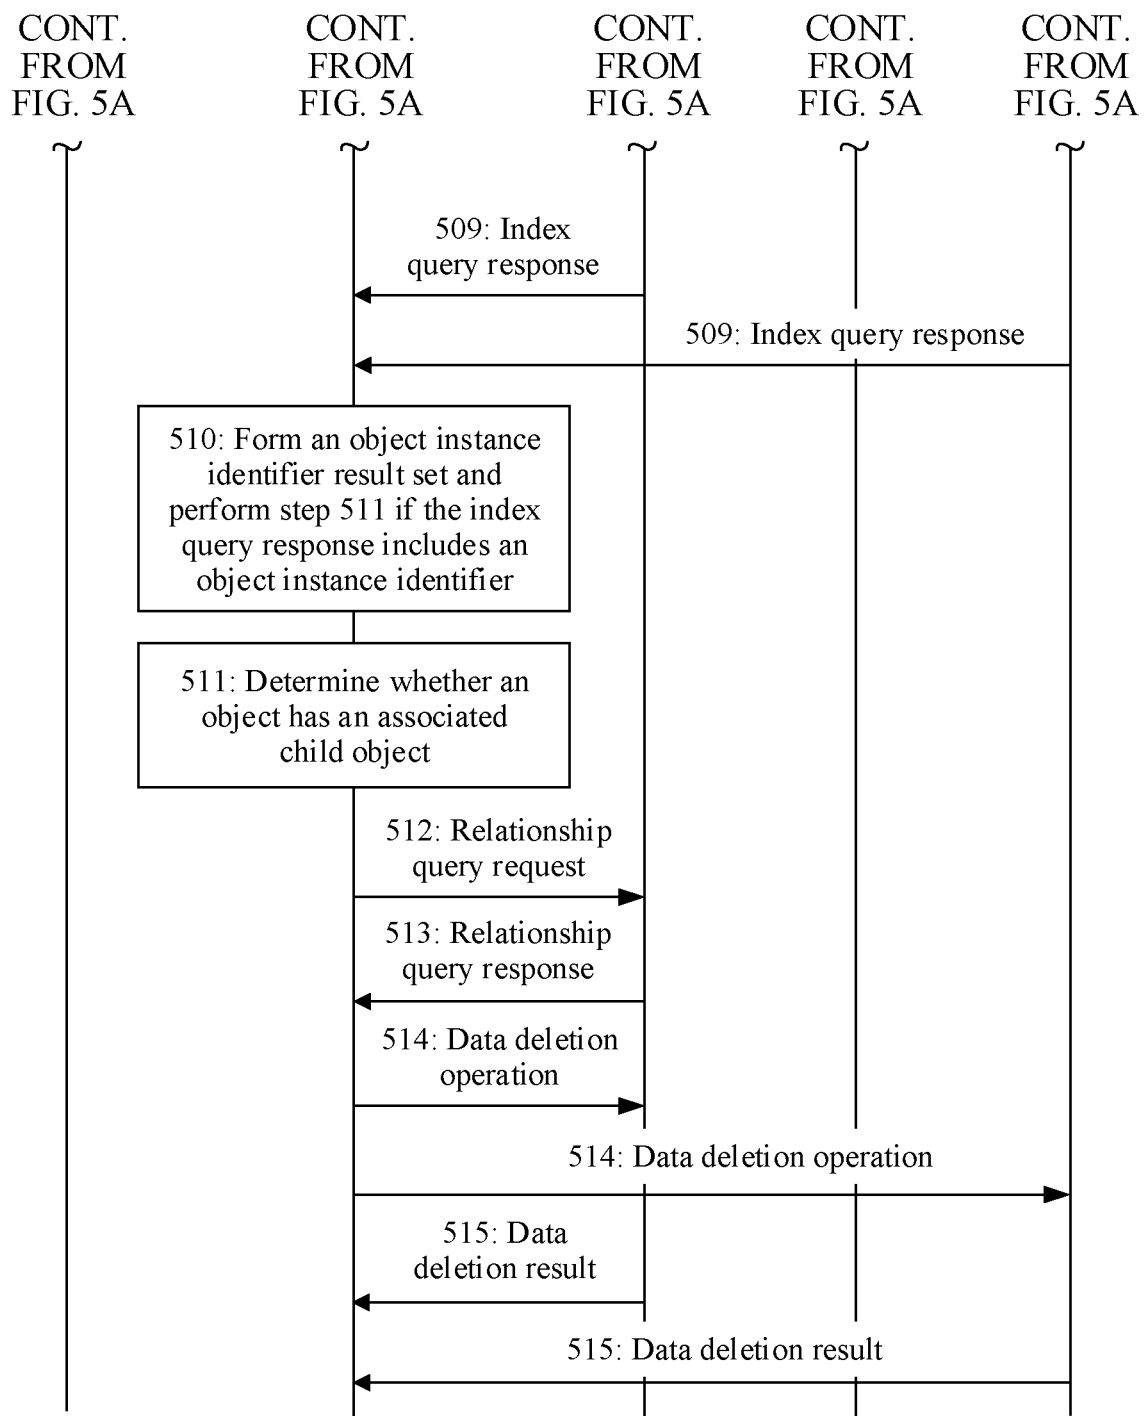 CONT. FROM FIG. 5A
CONT. FROM FIG. 5A
CONT. FROM FIG. 5A
CONT. FROM FIG. 5A
CONT. FROM FIG. 5A
509: Index
query response
509: Index query response
510: Form an object instance
identifier result set and
perform step 511 if the index
query response includes an
object instance identifier
511: Determine whether an
object has an associated
child object
512: Relationship
query request
513: Relationship
query response
514: Data deletion
operation
514: Data deletion operation
515: Data
deletion result
515: Data deletion result